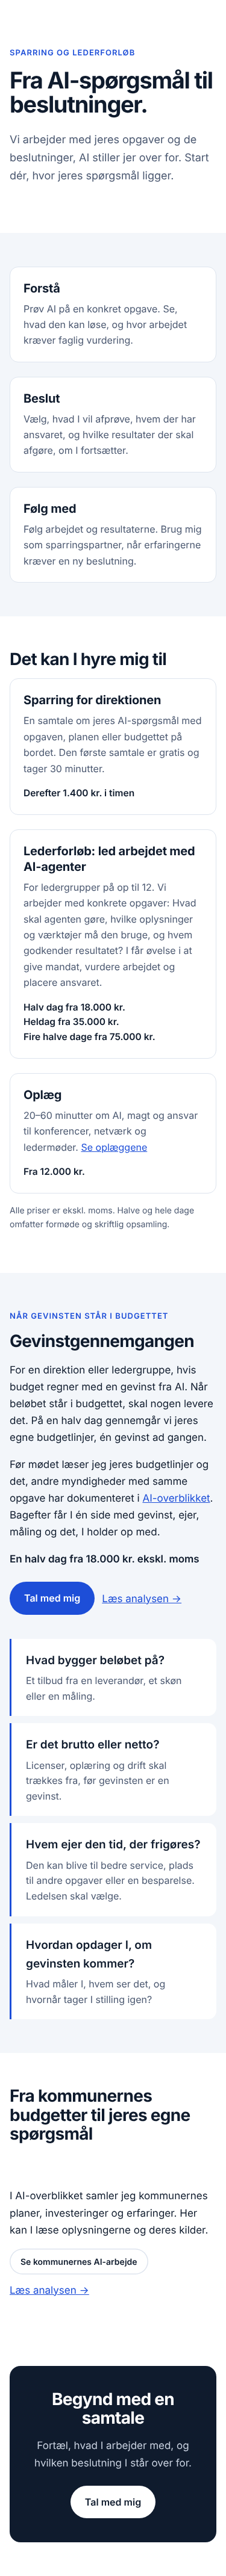 SPARRING OG LEDERFORLØB
Fra AI-spørgsmål til
beslutninger.
Vi arbejder med jeres opgaver og de
beslutninger, AI stiller jer over for. Start
dér, hvor jeres spørgsmål ligger.
Forstå
Prøv AI på en konkret opgave. Se,
hvad den kan løse, og hvor arbejdet
kræver faglig vurdering.
Beslut
Vælg, hvad I vil afprøve, hvem der har
ansvaret, og hvilke resultater der skal
afgøre, om I fortsætter.
Følg med
Følg arbejdet og resultaterne. Brug mig
som sparringspartner, når erfaringerne
kræver en ny beslutning.
Det kan I hyre mig til
Sparring for direktionen
En samtale om jeres AI-spørgsmål med
opgaven, planen eller budgettet på
bordet. Den første samtale er gratis og
tager 30 minutter.
Derefter 1.400 kr. i timen
Lederforløb: led arbejdet med
AI-agenter
For ledergrupper på op til 12. Vi
arbejder med konkrete opgaver: Hvad
skal agenten gøre, hvilke oplysninger
og værktøjer må den bruge, og hvem
godkender resultatet? I får øvelse i at
give mandat, vurdere arbejdet og
placere ansvaret.
Halv dag fra 18.000 kr.
Heldag fra 35.000 kr.
Fire halve dage fra 75.000 kr.
Oplæg
20–60 minutter om AI, magt og ansvar
til konferencer, netværk og
ledermøder. Se oplæggene
Fra 12.000 kr.
Alle priser er ekskl. moms. Halve og hele dage
omfatter formøde og skriftlig opsamling.
NÅR GEVINSTEN STÅR I BUDGETTET
Gevinstgennemgangen
For en direktion eller ledergruppe, hvis
budget regner med en gevinst fra AI. Når
beløbet står i budgettet, skal nogen levere
det. På en halv dag gennemgår vi jeres
egne budgetlinjer, én gevinst ad gangen.
Før mødet læser jeg jeres budgetlinjer og
det, andre myndigheder med samme
opgave har dokumenteret i AI-overblikket.
Bagefter får I én side med gevinst, ejer,
måling og det, I holder op med.
En halv dag fra 18.000 kr. ekskl. moms
Tal med mig
Læs analysen →
Hvad bygger beløbet på?
Et tilbud fra en leverandør, et skøn
eller en måling.
Er det brutto eller netto?
Licenser, oplæring og drift skal
trækkes fra, før gevinsten er en
gevinst.
Hvem ejer den tid, der frigøres?
Den kan blive til bedre service, plads
til andre opgaver eller en besparelse.
Ledelsen skal vælge.
Hvordan opdager I, om
gevinsten kommer?
Hvad måler I, hvem ser det, og
hvornår tager I stilling igen?
Fra kommunernes
budgetter til jeres egne
spørgsmål
I AI-overblikket samler jeg kommunernes
planer, investeringer og erfaringer. Her
kan I læse oplysningerne og deres kilder.
Se kommunernes AI-arbejde
Læs analysen →
Begynd med en
samtale
Fortæl, hvad I arbejder med, og
hvilken beslutning I står over for.
Tal med mig